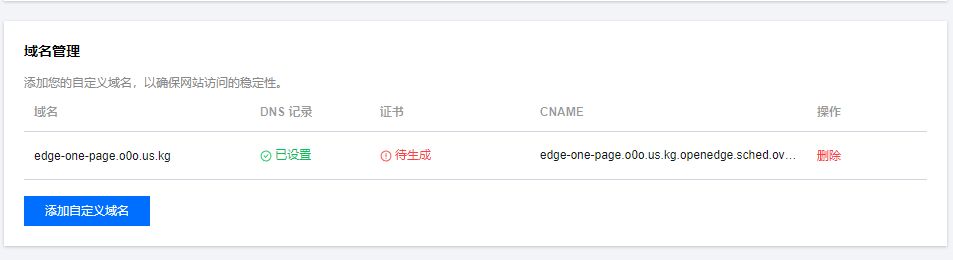 域名管理
添加您的自定义域名，以确保网站访问的稳定性。
域名 DNS 记录 证书 CNAME 操作
edge-one-page.o0o.us.kg 已设置 待生成 edge-one-page.o0o.us.kg.openedge.sched.ov... 删除
添加自定义域名